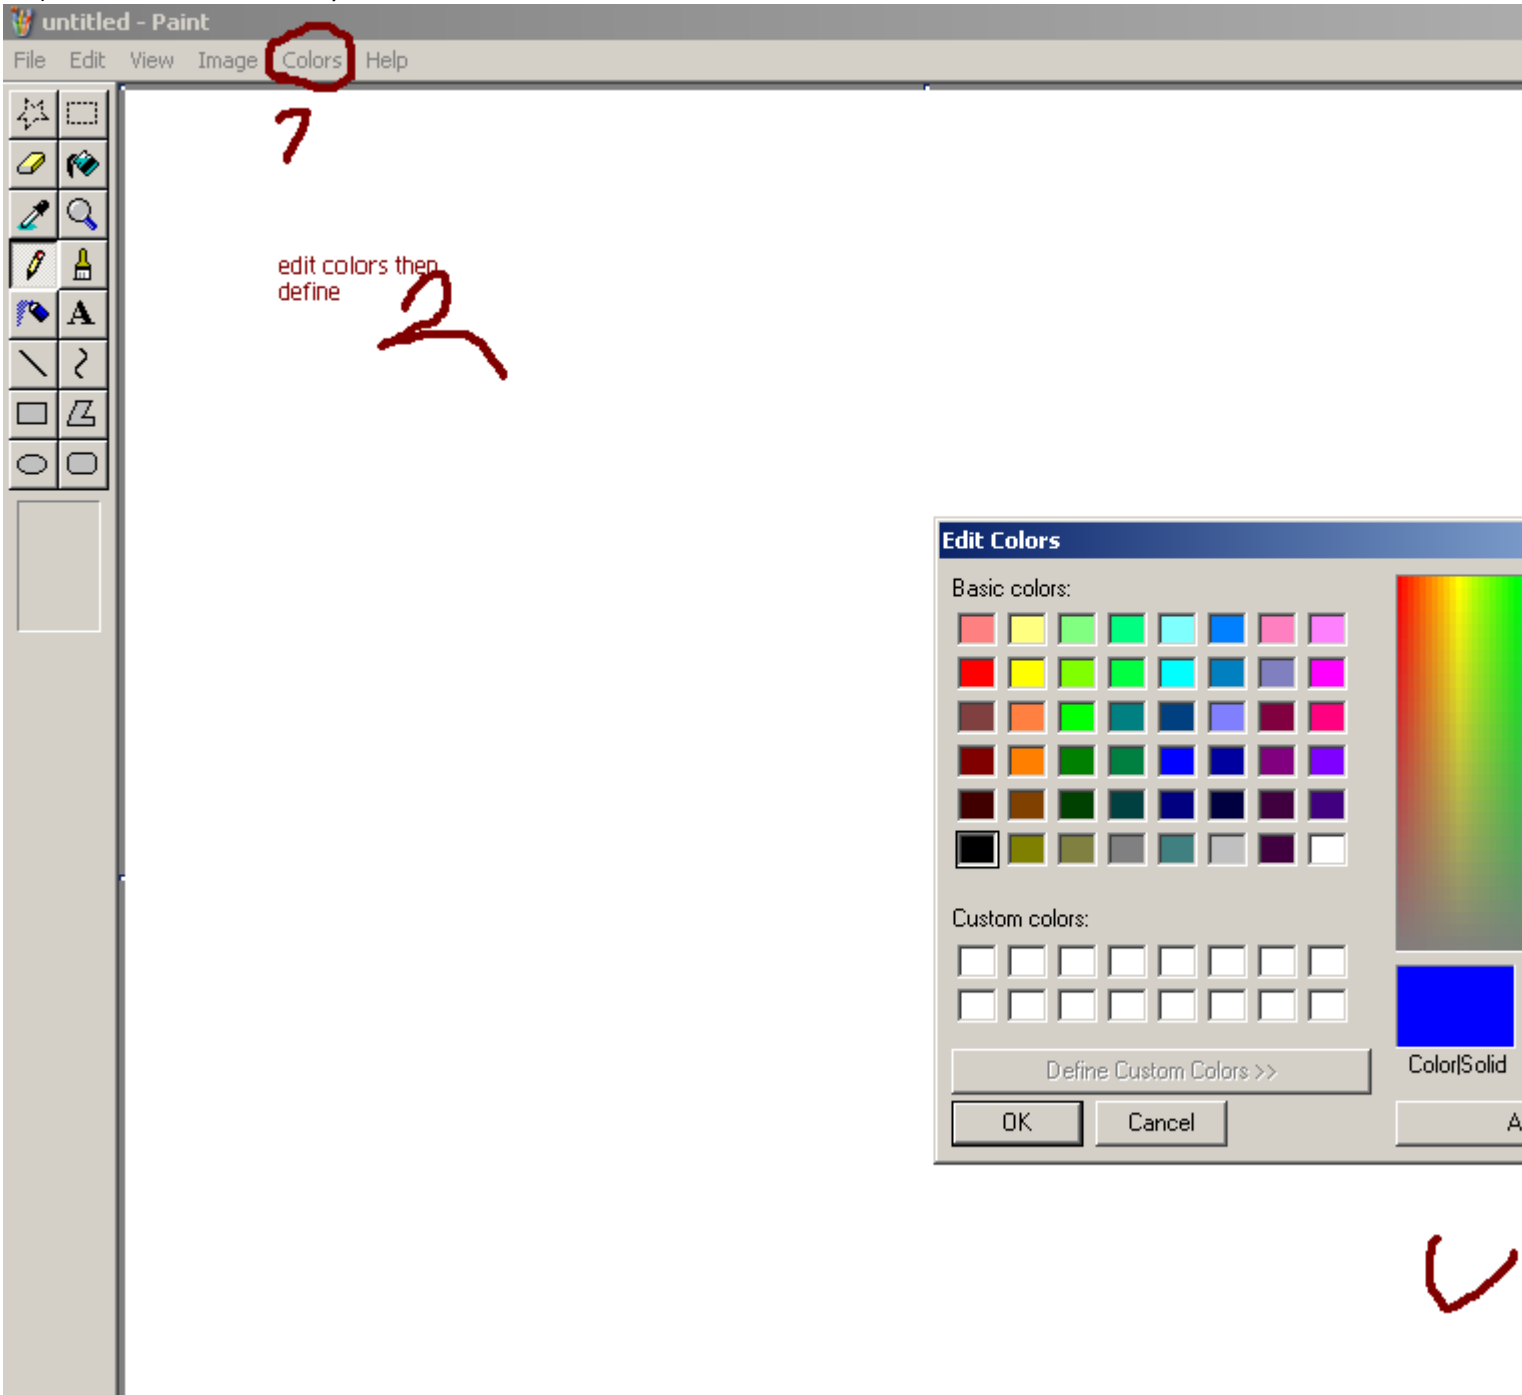 untitled - Paint
File Edit View Image Colors Help
edit colors then
define
2
Edit Colors
Basic colors:
Custom colors:
Define Custom Colors >>
Color|Solid
OK Cancel A